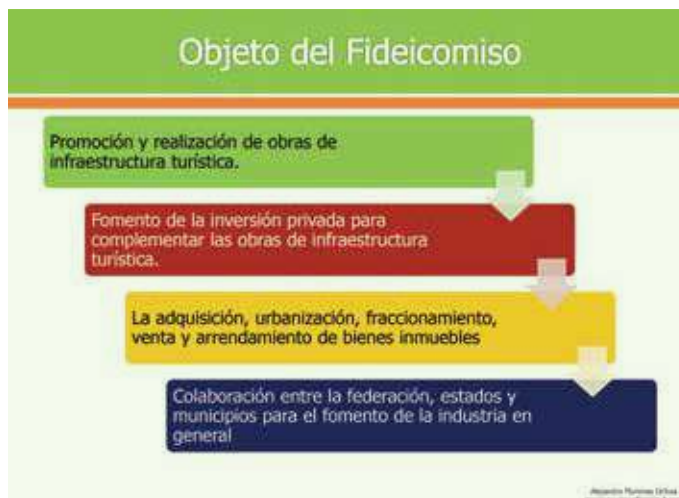 Objeto del Fideicomiso
Promoción y realización de obras de
infraestructura turística.
Fomento de la inversión privada para
complementar las obras de infraestructura
turística.
La adquisición, urbanización, fraccionamiento,
venta y arrendamiento de bienes inmuebles
Colaboración entre la federación, estados y
municipios para el fomento de la industria en
general
Alejandro